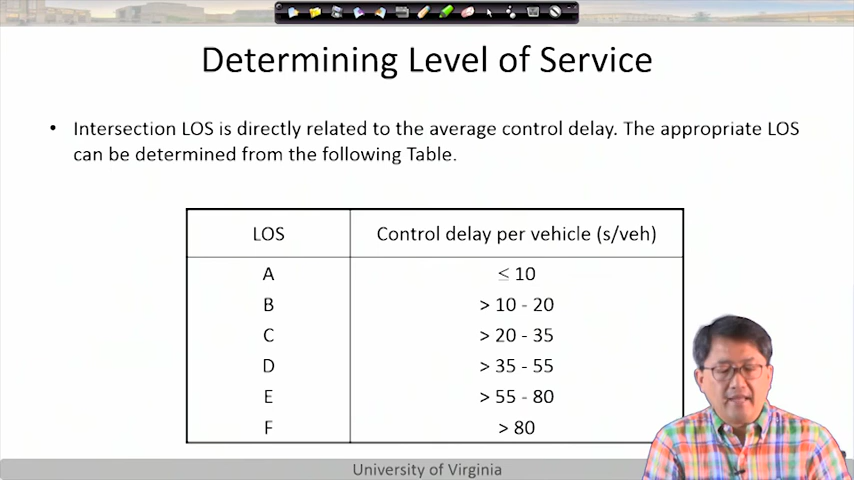 Determining Level of Service
• Intersection LOS is directly related to the average control delay. The appropriate LOS
can be determined from the following Table.
LOS Control delay per vehicle (s/veh)
A ≤ 10
B > 10 - 20
C > 20 - 35
D > 35 - 55
E > 55 - 80
F > 80
University of Virginia